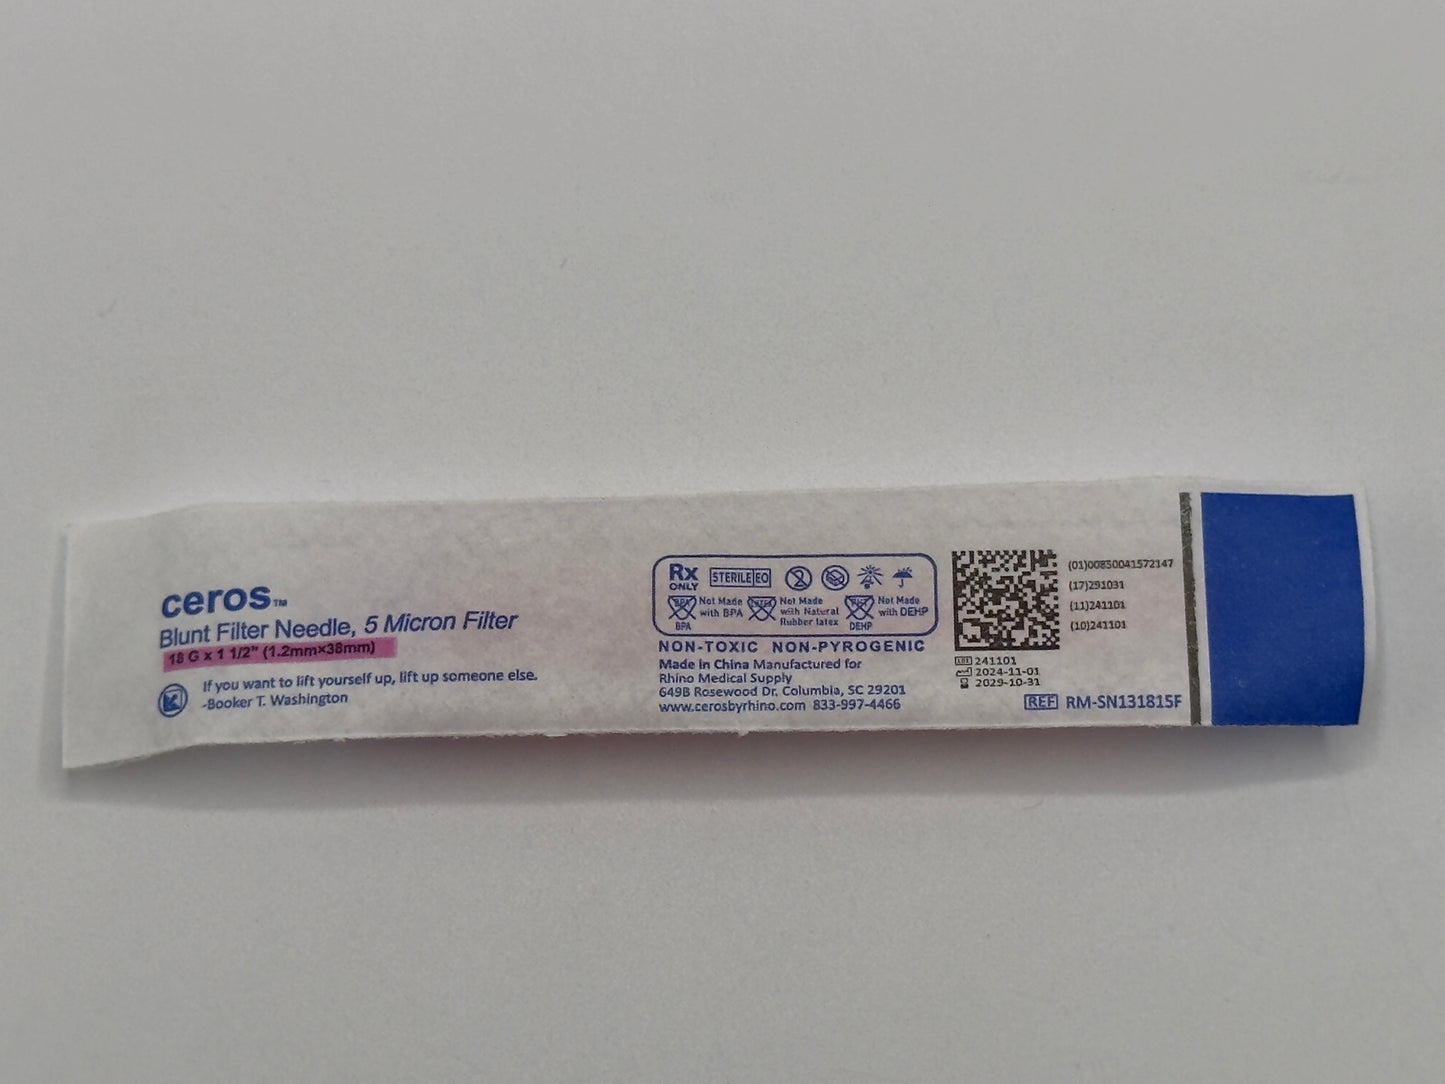 ceros™
Blunt Filter Needle, 5 Micron Filter
18 G x 1 1/2" (1.2mm×38mm)
If you want to lift yourself up, lift up someone else.
-Booker T. Washington
Rx
ONLY
STERILE EO
BPA
Not Made
with BPA
BPA
LATEX
Not Made
with Natural
Rubber latex
Not Made
with DEHP
DEHP
NON-TOXIC NON-PYROGENIC
Made in China Manufactured for
Rhino Medical Supply
649B Rosewood Dr. Columbia, SC 29201
www.cerosbyrhino.com 833-997-4466
(01)00850041572147
(17)291031
(11)241101
(10)241101
LOT 241101
2024-11-01
2029-10-31
REF RM-SN131815F